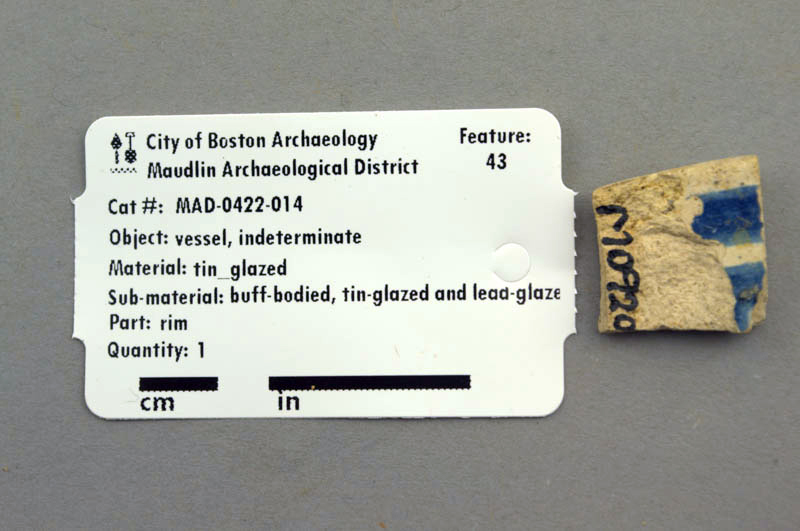 City of Boston Archaeology
Maudlin Archaeological District
Feature:
43
Cat #: MAD-0422-014
Object: vessel, indeterminate
Material: tin_glazed
Sub-material: buff-bodied, tin-glazed and lead-glaze
Part: rim
Quantity: 1
cm
in
M10920